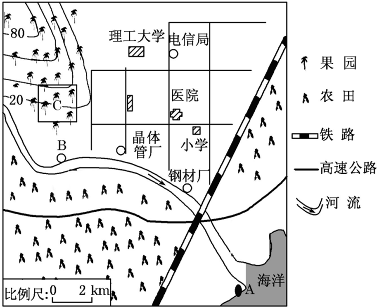 80
理工大学
电信局
20
C
医院
B
晶体
管厂
小学
钢材厂
海洋
A
比例尺: 0 2 km
果园
农田
铁路
高速公路
河流